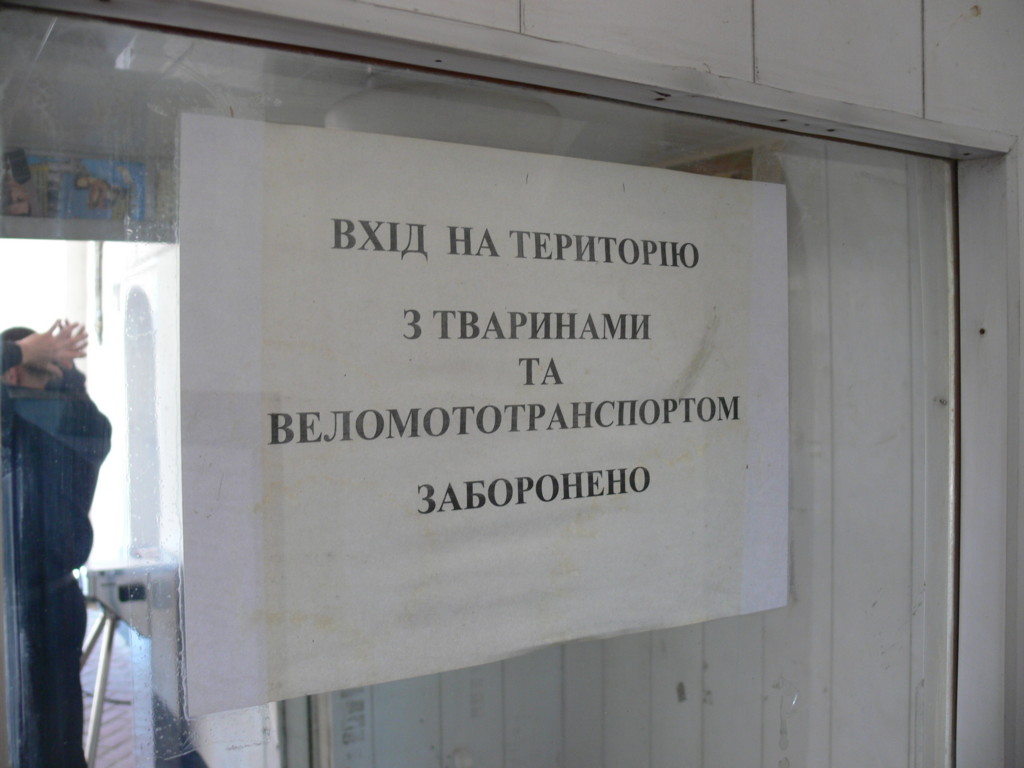 ВХІД НА ТЕРИТОРІЮ
З ТВАРИНАМИ
ТА
ВЕЛОМОТОТРАНСПОРТОМ
ЗАБОРОНЕНО